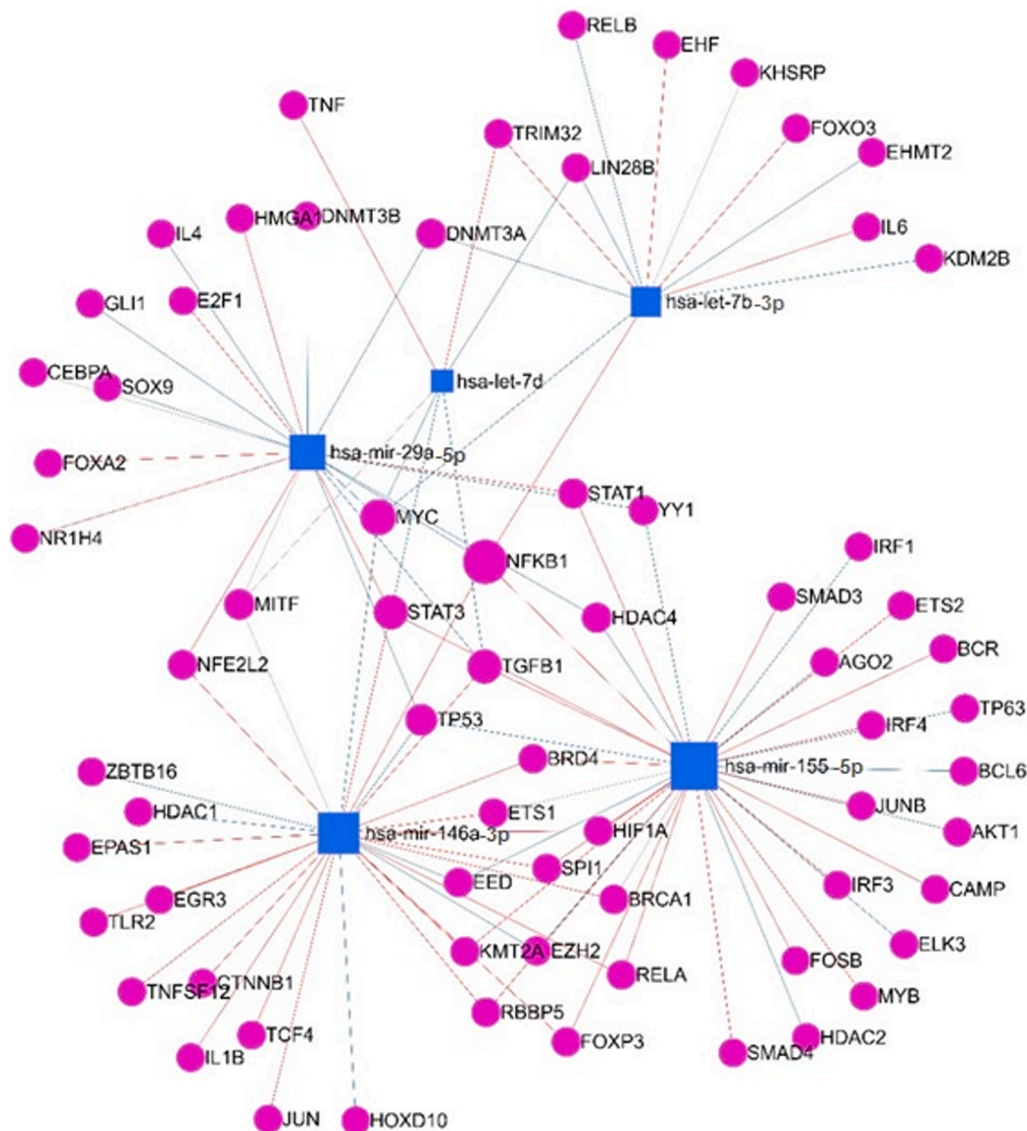 RELB
EHF
KHSRP
TNF
TRIM32
FOXO3
EHMT2
LIN28B
HMGA1
DNMT3B
IL4
DNMT3A
IL6
KDM2B
GLI1
E2F1
hsa-let-7b-3p
CEBPA
SOX9
hsa-let-7d
hsa-mir-29a-5p
FOXA2
STAT1
YY1
MYC
NR1H4
IRF1
NFKB1
SMAD3
ETS2
MITF
STAT3
HDAC4
BCR
NFE2L2
TGFB1
AGO2
TP63
TP53
IRF4
BRD4
hsa-mir-155-5p
BCL6
ZBTB16
HDAC1
ETS1
JUNB
hsa-mir-146a-3p
HIF1A
AKT1
EPAS1
SPI1
EED
IRF3
CAMP
EGR3
BRCA1
TLR2
KMT2A
EZH2
ELK3
FOSB
RELA
CTNNB1
TNFSF12
MYB
RBBP5
TCF4
FOXP3
HDAC2
IL1B
SMAD4
JUN
HOXD10